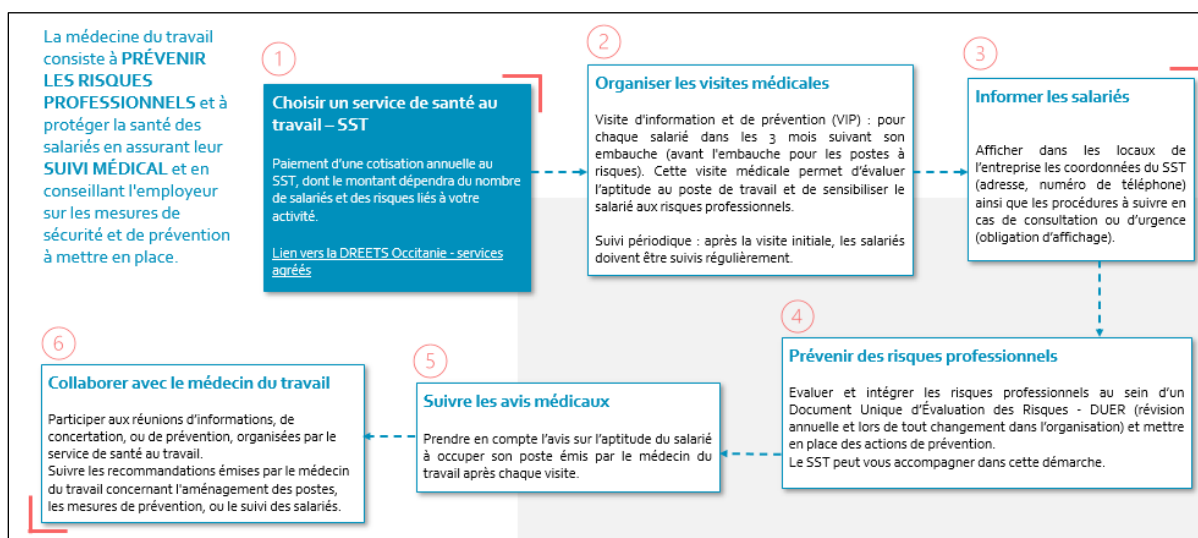 La médecine du travail
consiste à PRÉVENIR
LES RISQUES
PROFESSIONNELS et à
protéger la santé des
salariés en assurant leur
SUIVI MÉDICAL et en
conseillant l'employeur
sur les mesures de
sécurité et de prévention
à mettre en place.
1
Choisir un service de santé au
travail – SST
Paiement d'une cotisation annuelle au
SST, dont le montant dépendra du nombre
de salariés et des risques liés à votre
activité.
Lien vers la DREETS Occitanie - services
agréés
2
Organiser les visites médicales
Visite d'information et de prévention (VIP) : pour
chaque salarié dans les 3 mois suivant son
embauche (avant l'embauche pour les postes à
risques). Cette visite médicale permet d'évaluer
l'aptitude au poste de travail et de sensibiliser le
salarié aux risques professionnels.
Suivi périodique : après la visite initiale, les salariés
doivent être suivis régulièrement.
3
Informer les salariés
Afficher dans les locaux de
l'entreprise les coordonnées du SST
(adresse, numéro de téléphone)
ainsi que les procédures à suivre en
cas de consultation ou d'urgence
(obligation d'affichage).
4
Prévenir des risques professionnels
Evaluer et intégrer les risques professionnels au sein d'un
Document Unique d'Évaluation des Risques - DUER (révision
annuelle et lors de tout changement dans l'organisation) et mettre
en place des actions de prévention.
Le SST peut vous accompagner dans cette démarche.
5
Suivre les avis médicaux
Prendre en compte l'avis sur l'aptitude du salarié
à occuper son poste émis par le médecin du
travail après chaque visite.
6
Collaborer avec le médecin du travail
Participer aux réunions d'informations, de
concertation, ou de prévention, organisées par le
service de santé au travail.
Suivre les recommandations émises par le médecin
du travail concernant l'aménagement des postes,
les mesures de prévention, ou le suivi des salariés.